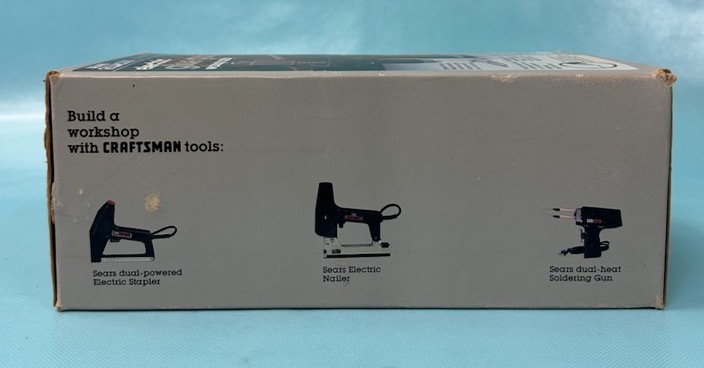 Build a
workshop
with CRAFTSMAN tools:
Sears dual-powered
Electric Stapler
Sears Electric
Nailer
Sears dual-heat
Soldering Gun